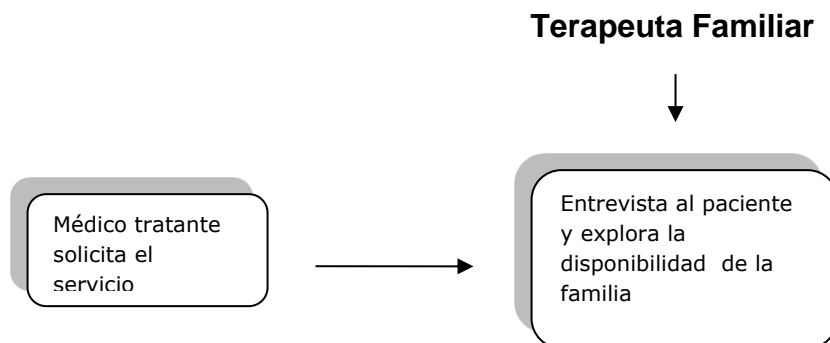 Terapeuta Familiar
Médico tratante
solicita el
servicio
Entrevista al paciente
y explora la
disponibilidad de la
familia